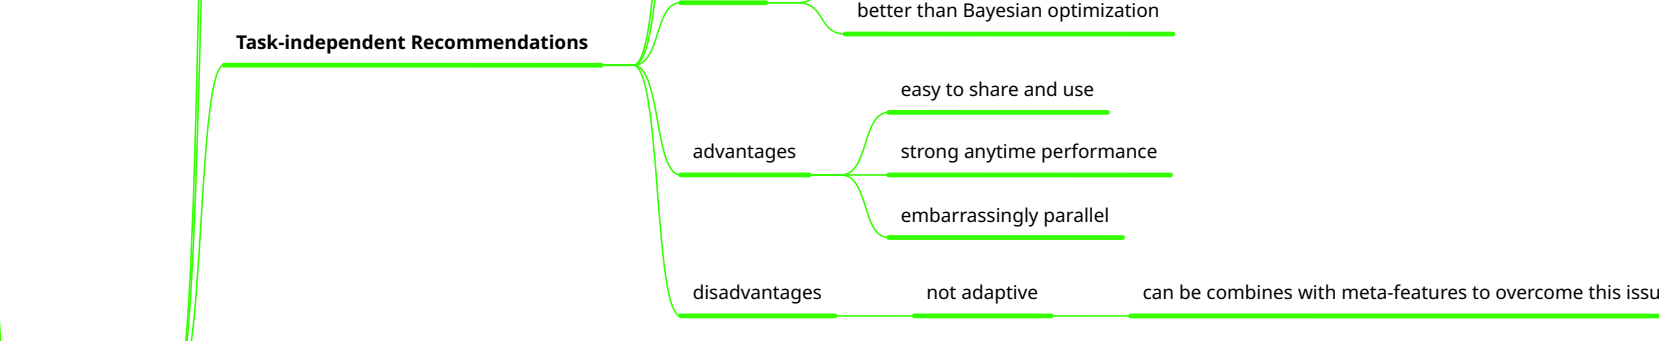 better than Bayesian optimization
Task-independent Recommendations
easy to share and use
advantages
strong anytime performance
embarrassingly parallel
disadvantages
not adaptive
can be combines with meta-features to overcome this issu